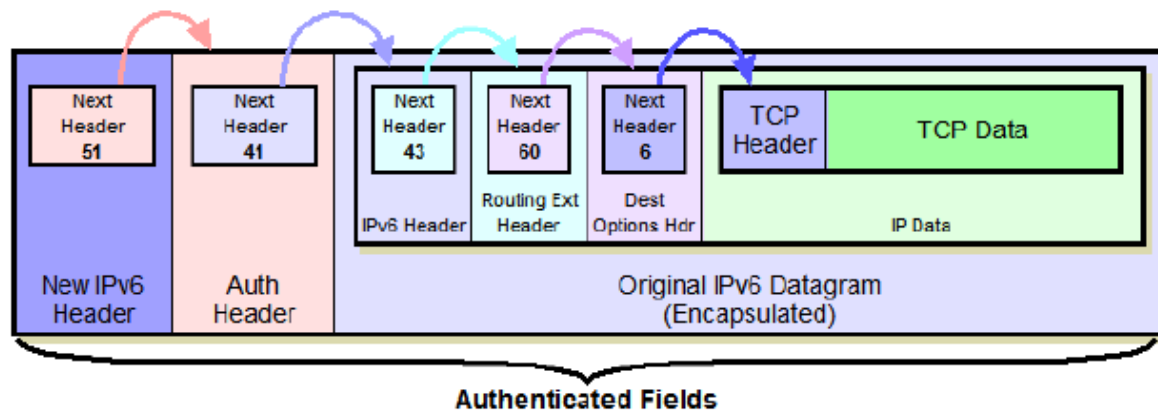 Next
Header
51
Next
Header
41
Next
Header
43
Next
Header
60
Next
Header
6
TCP
Header
TCP Data
IPv6 Header
Routing Ext
Header
Dest
Options Hdr
IP Data
New IPv6
Header
Auth
Header
Original IPv6 Datagram
(Encapsulated)
Authenticated Fields